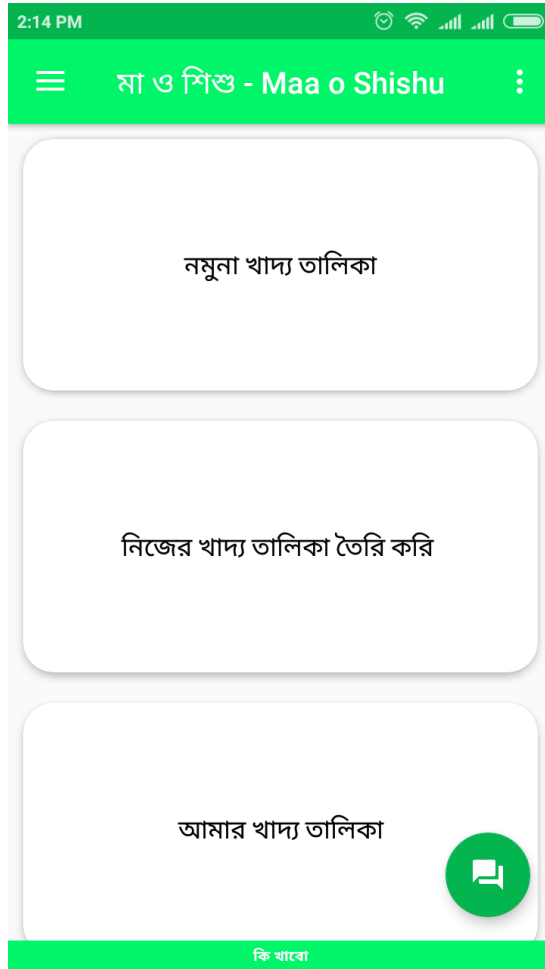 2:14 PM
মা ও শিশু - Maa o Shishu
নমুনা খাদ্য তালিকা
নিজের খাদ্য তালিকা তৈরি করি
আমার খাদ্য তালিকা
কি খাবো